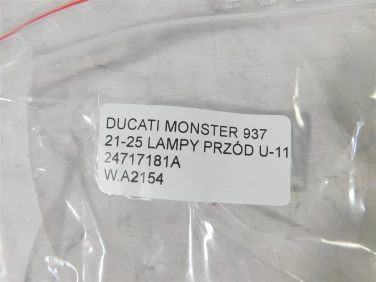 DUCATI MONSTER 937
21-25 LAMPY PRZÓD U-11
24717181A
W.A2154